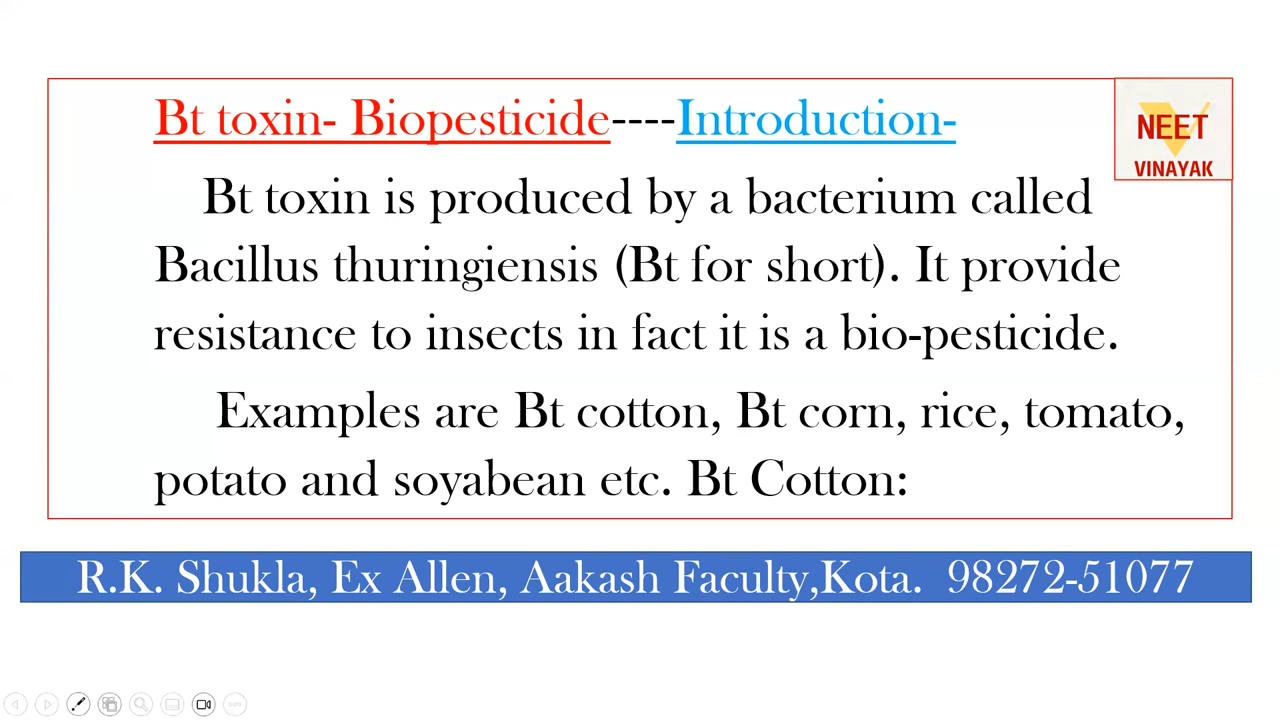 Bt toxin- Biopesticide----Introduction-
NEET
VINAYAK
Bt toxin is produced by a bacterium called
Bacillus thuringiensis (Bt for short). It provide
resistance to insects in fact it is a bio-pesticide.
Examples are Bt cotton, Bt corn, rice, tomato,
potato and soyabean etc. Bt Cotton:
R.K. Shukla, Ex Allen, Aakash Faculty,Kota. 98272-51077